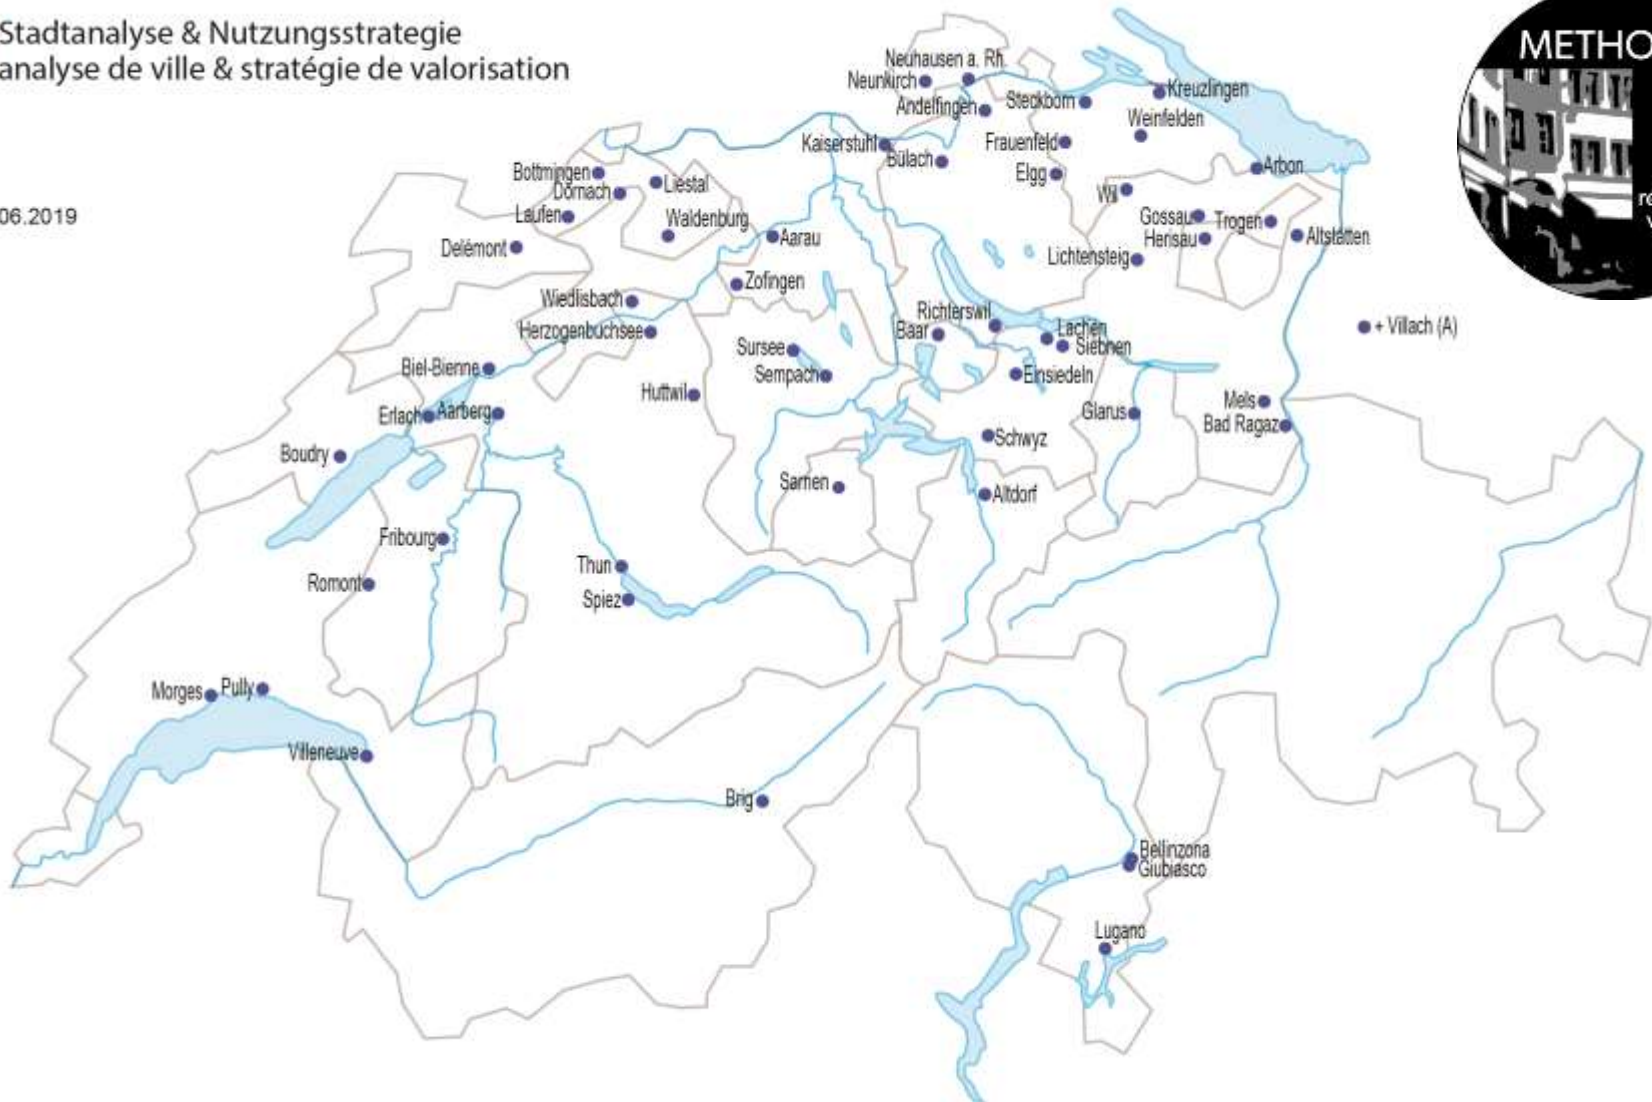 Stadtanalyse & Nutzungsstrategie
analyse de ville & stratégie de valorisation
METHO
06.2019
Neuhausen a. Rh.
Neunkirch
Andelfingen
Steckborn
Kreuzlingen
Weinfelden
Kaiserstuhl
Bülach
Frauenfeld
Elgg
Arbon
Bottmingen
Dornach
Liestal
Wil
Laufen
Waldenburg
Gossau
Trogen
Delémont
Aarau
Herisau
Altstätten
Lichtensteig
Zofingen
Wiedlisbach
Herzogenbuchsee
Richterswil
Baar
Lachen
Siebnen
+ Villach (A)
Sursee
Sempach
Biel-Bienne
Einsiedeln
Huttwil
Erlach
Aarberg
Glarus
Mels
Bad Ragaz
Boudry
Schwyz
Sarnen
Altdorf
Fribourg
Romont
Thun
Spiez
Morges
Pully
Villeneuve
Brig
Bellinzona
Giubiasco
Lugano